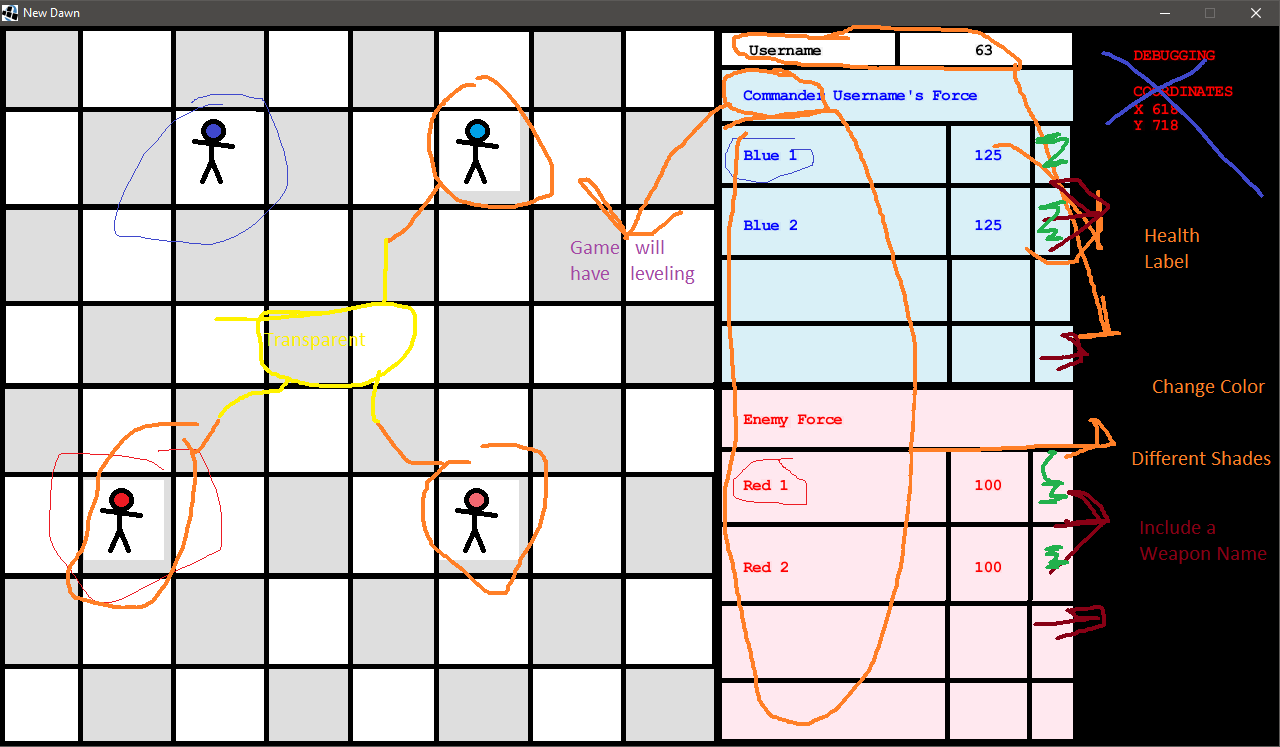 New Dawn
Username
63
DEBUGGING
COORDINATES
X 618
Y 718
Commander Username's Force
Blue 1
125
Blue 2
125
Game will
have leveling
Health
Label
Transparent
Change Color
Enemy Force
Different Shades
Red 1
100
Include a
Weapon Name
Red 2
100